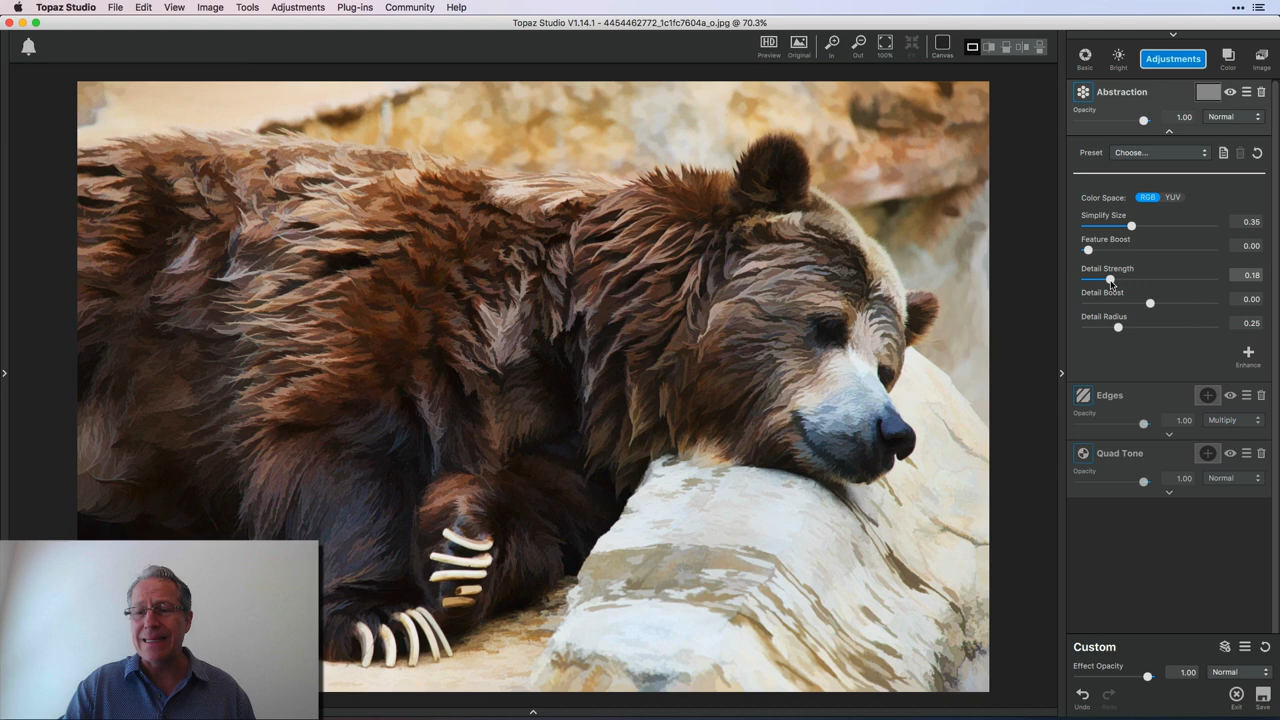 Topaz Studio File Edit View Image Tools Adjustments Plug-ins Community Help
Topaz Studio V1.14.1 - 4454462772_1c1fc7604a_o.jpg @ 70.3%
HD
Preview Original In Out 100% Canvas
Basic Bright Adjustments Color Image
Abstraction
Opacity 1.00 Normal
Preset Choose...
Color Space: RGB YUV
Simplify Size 0.35
Feature Boost 0.00
Detail Strength 0.18
Detail Boost 0.00
Detail Radius 0.25
Enhance
Edges
Opacity 1.00 Multiply
Quad Tone
Opacity 1.00 Normal
Custom
Effect Opacity 1.00 Normal
Undo Redo Exit Save